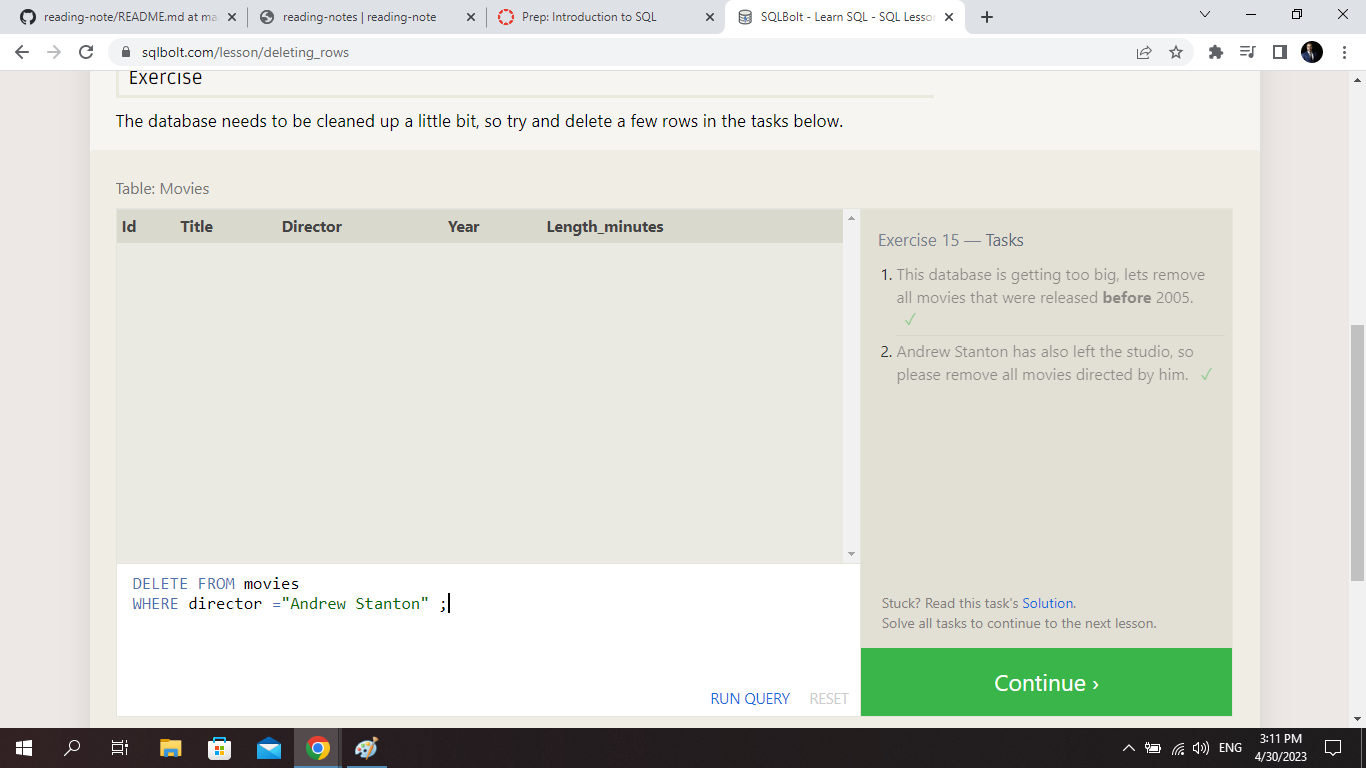 reading-note/README.md at ma
reading-notes | reading-note
Prep: Introduction to SQL
SQLBolt - Learn SQL - SQL Lesso
sqlbolt.com/lesson/deleting_rows
Exercise
The database needs to be cleaned up a little bit, so try and delete a few rows in the tasks below.
Table: Movies
Id Title Director Year Length_minutes
Exercise 15 — Tasks
1. This database is getting too big, lets remove
all movies that were released before 2005.
✓
2. Andrew Stanton has also left the studio, so
please remove all movies directed by him. ✓
DELETE FROM movies
WHERE director ="Andrew Stanton" ;
RUN QUERY RESET
Stuck? Read this task's Solution.
Solve all tasks to continue to the next lesson.
Continue ›
ENG
3:11 PM
4/30/2023